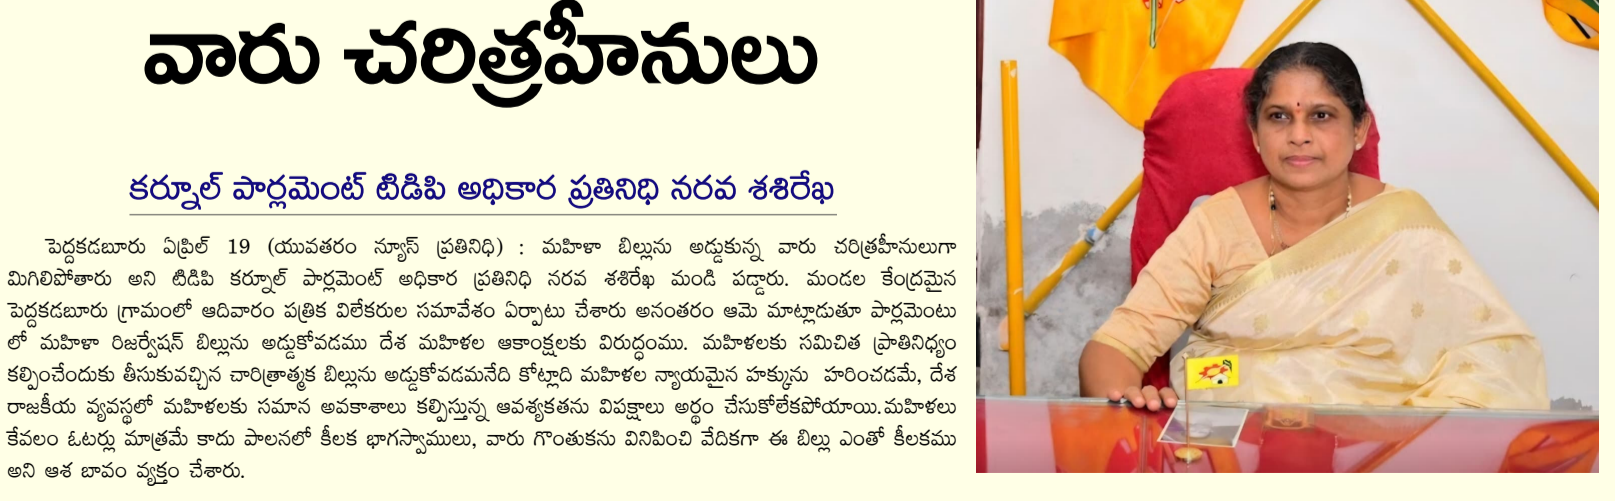 వారు చరిత్రహీనులు
కర్నూల్ పార్లమెంట్ టిడిపి అధికార ప్రతినిధి నరవ శశిరేఖ
పెద్దకడబూరు ఏప్రిల్ 19 (యువతరం న్యూస్ ప్రతినిధి) : మహిళా బిల్లును అడ్డుకున్న వారు చరిత్రహీనులుగా
మిగిలిపోతారు అని టిడిపి కర్నూల్ పార్లమెంట్ అధికార ప్రతినిధి నరవ శశిరేఖ మండి పడ్డారు. మండల కేంద్రమైన
పెద్దకడబూరు గ్రామంలో ఆదివారం పత్రిక విలేకరుల సమావేశం ఏర్పాటు చేశారు అనంతరం ఆమె మాట్లాడుతూ పార్లమెంటు
లో మహిళా రిజర్వేషన్ బిల్లును అడ్డుకోవడము దేశ మహిళల ఆకాంక్షలకు విరుద్ధంము. మహిళలకు సమిచిత ప్రాతినిధ్యం
కల్పించేందుకు తీసుకువచ్చిన చారిత్రాత్మక బిల్లును అడ్డుకోవడమనేది కోట్లాది మహిళల న్యాయమైన హక్కును హరించడమే, దేశ
రాజకీయ వ్యవస్థలో మహిళలకు సమాన అవకాశాలు కల్పిస్తున్న ఆవశ్యకతను విపక్షాలు అర్థం చేసుకోలేకపోయాయి.మహిళలు
కేవలం ఓటర్లు మాత్రమే కాదు పాలనలో కీలక భాగస్వాములు, వారు గొంతుకను వినిపించి వేదికగా ఈ బిల్లు ఎంతో కీలకము
అని ఆశ బావం వ్యక్తం చేశారు.